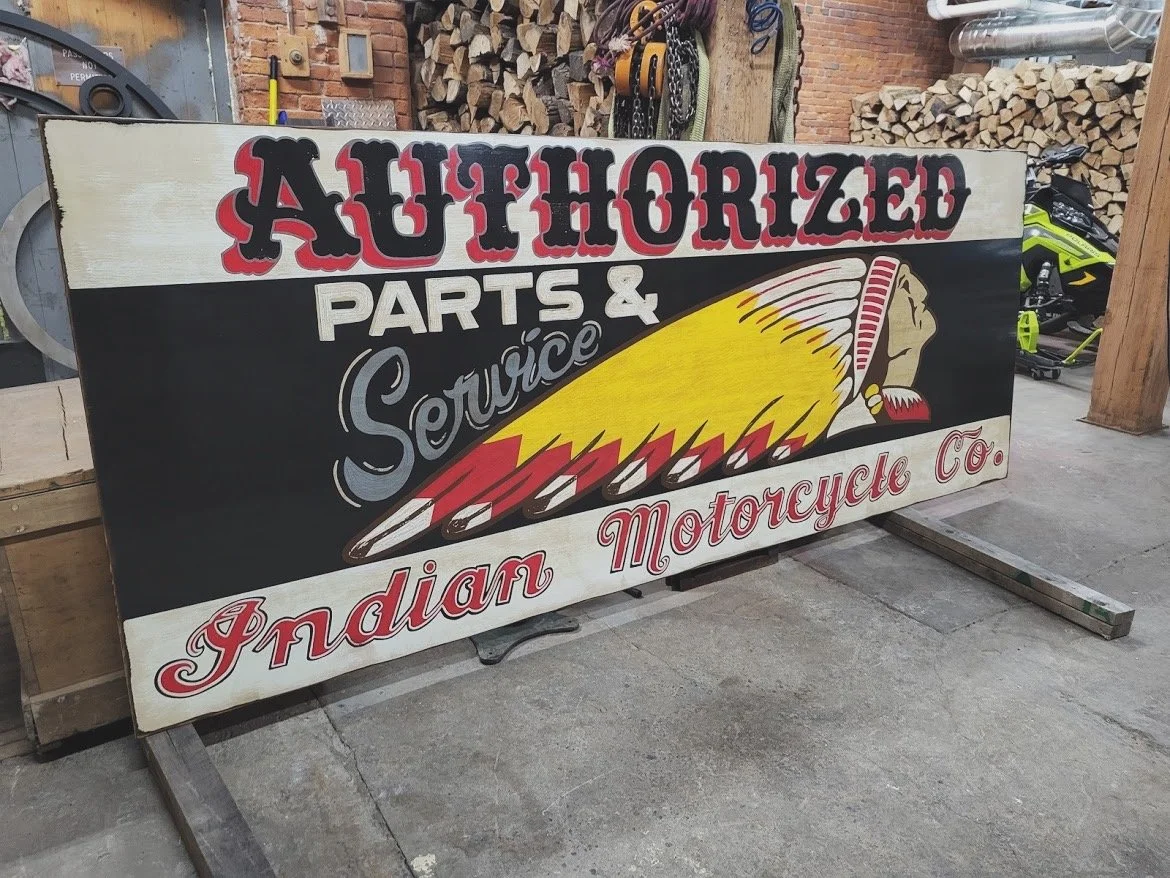 AUTHORIZED
PARTS &
Service
Indian Motorcycle Co.